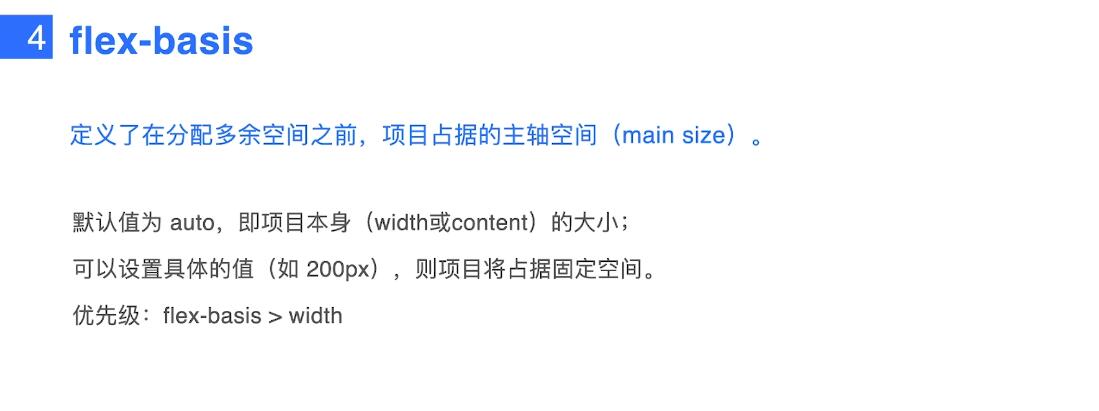 4 flex-basis
定义了在分配多余空间之前，项目占据的主轴空间（main size）。
默认值为 auto，即项目本身（width或content）的大小；
可以设置具体的值（如 200px），则项目将占据固定空间。
优先级：flex-basis > width